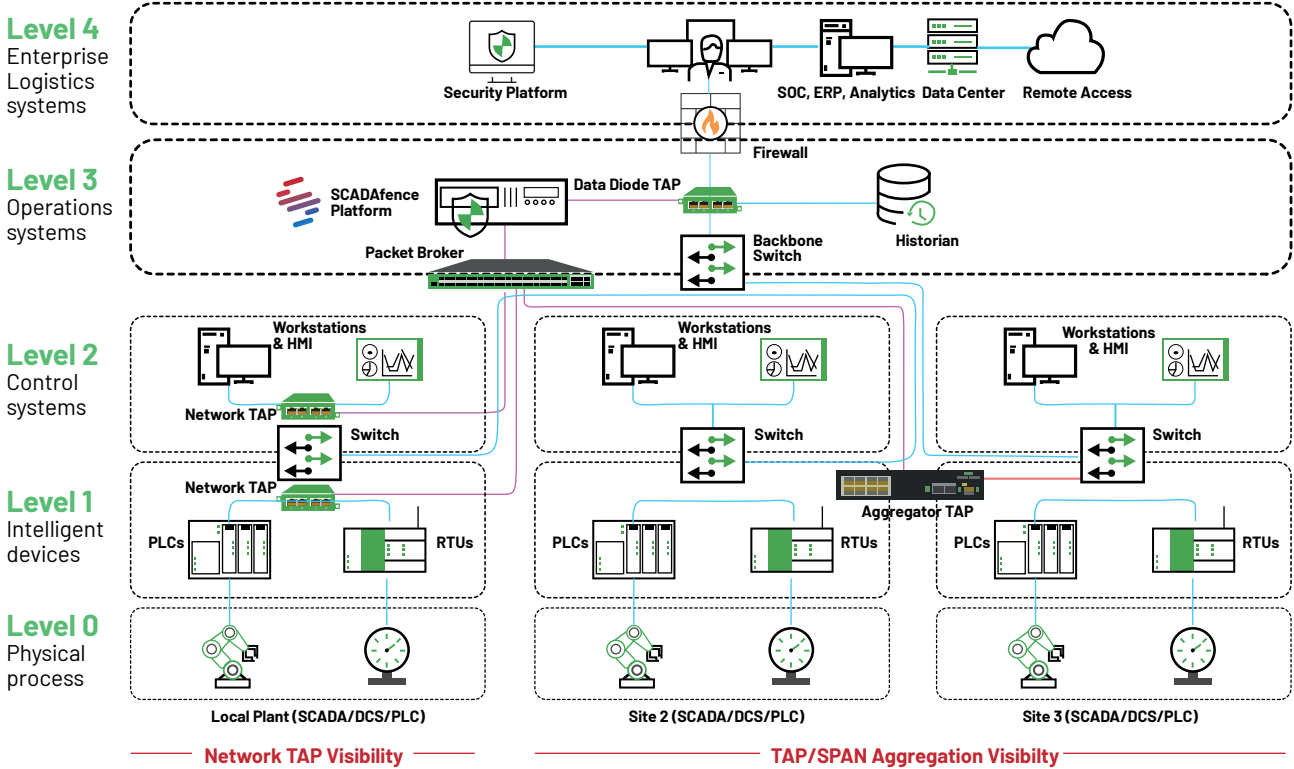 Level 4
Enterprise
Logistics
systems
Security Platform
SOC, ERP, Analytics
Data Center
Remote Access
Firewall
Level 3
Operations
systems
SCADAfence
Platform
Data Diode TAP
Packet Broker
Backbone
Switch
Historian
Level 2
Control
systems
Workstations
& HMI
Network TAP
Switch
Workstations
& HMI
Switch
Workstations
& HMI
Switch
Level 1
Intelligent
devices
Network TAP
PLCs
RTUs
PLCs
RTUs
Aggregator TAP
PLCs
RTUs
Level 0
Physical
process
Local Plant (SCADA/DCS/PLC)
Site 2 (SCADA/DCS/PLC)
Site 3 (SCADA/DCS/PLC)
Network TAP Visibility
TAP/SPAN Aggregation Visibilty